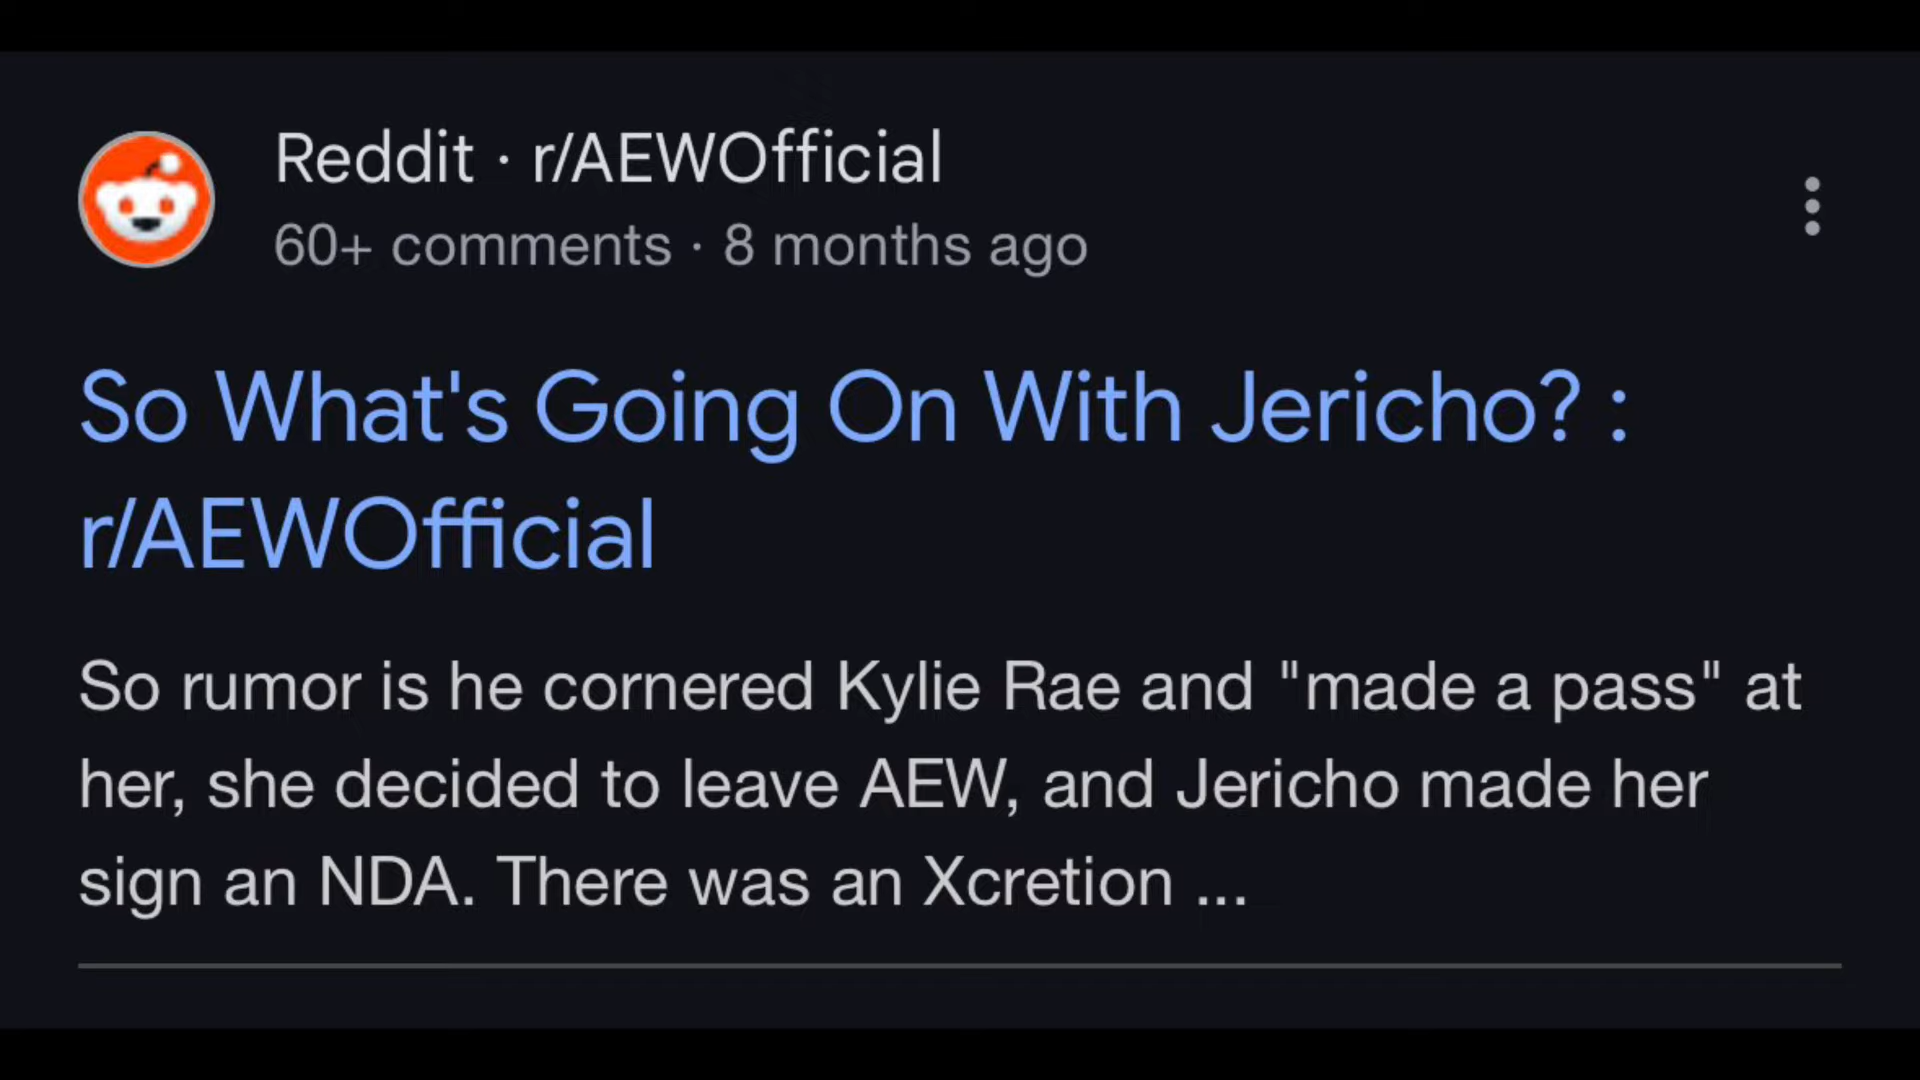 Reddit · r/AEWOfficial
60+ comments · 8 months ago
So What's Going On With Jericho? :
r/AEWOfficial
So rumor is he cornered Kylie Rae and "made a pass" at
her, she decided to leave AEW, and Jericho made her
sign an NDA. There was an Xcretion ...